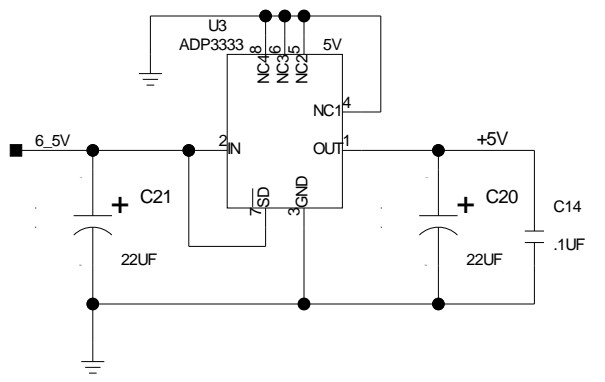 U3
ADP3333
8
6
5
5V
NC4
NC3
NC2
NC1
4
6_5V
2
IN
OUT
1
+5V
SD
GND
7
3
+
C21
22UF
+
C20
22UF
C14
.1UF